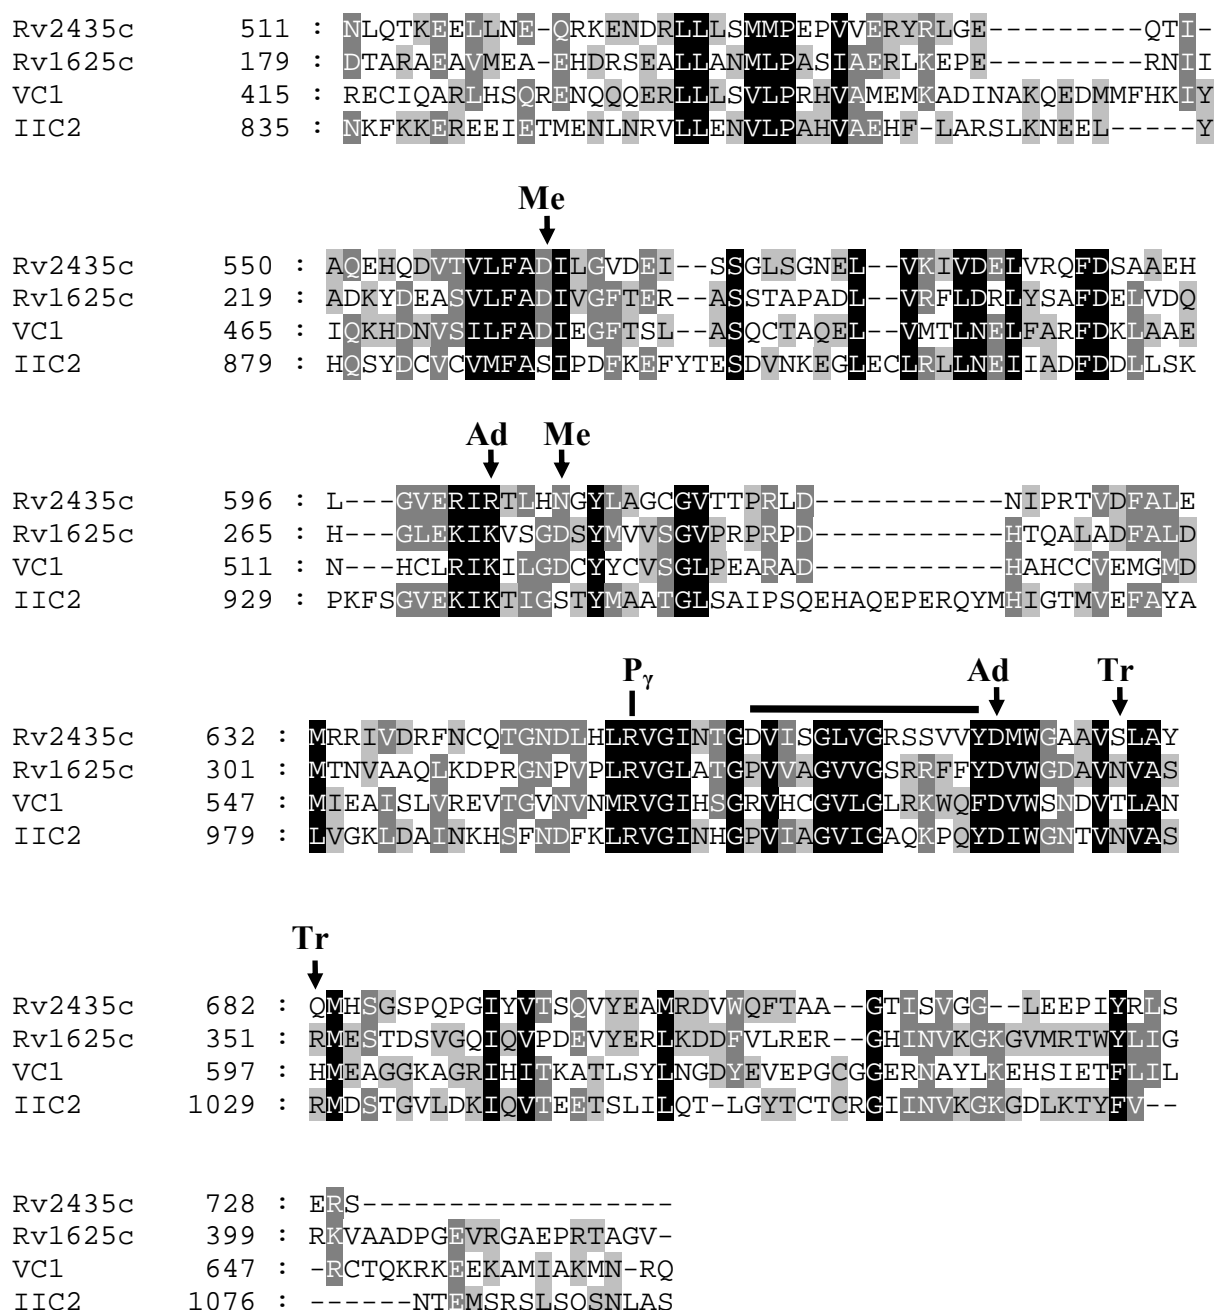 Rv2435c 511 : NLQTKEELLNE-QRKENDRLLLSMMPEPVVERYRLGE---------QTI-
Rv1625c 179 : DTARAEAVMEA-EHDRSEALLANMLPASIAERLKEPE---------RNII
VC1 415 : RECIQARLHSQRENQQQERLLLSVLPRHVAMEMKADINAKQEDMMFHKIY
IIC2 835 : NKFKKEREEIETMENLNRVLLENVLPAHVAEHF-LARSLKNEEL-----Y
Me
Rv2435c 550 : AQEHQDVTVLFADILGVDEI--SSGLSGNEL--VKIVDELVRQFDSAAEH
Rv1625c 219 : ADKYDEASVLFADIVGFTER--ASSTAPADL--VRFLDRLYSAFDELVDQ
VC1 465 : IQKHDNVSILFADIEGFTSL--ASQCTAQEL--VMTLNELFARFDKLAAE
IIC2 879 : HQSYDCVCVMFASIPDFKEFYTESDVNKEGLECLRLLNEIIADFDDLLSK
Ad Me
Rv2435c 596 : L---GVERIRTLHNGYLAGCGVTTPRLD-----------NIPRTVDFALE
Rv1625c 265 : H---GLEKIKVSGDSYMVVSGVPRPRPD-----------HTQALADFALD
VC1 511 : N---HCLRIKILGDCYYCVSGLPEARAD-----------HAHCCVEMGMD
IIC2 929 : PKFSGVEKIKTIGSTYMAATGLSAIPSQEHAQEPERQYMHIGTMVEFAYA
Pγ Ad Tr
Rv2435c 632 : MRRIVDRFNCQTGNDLHLRVGINTGDVISGLVGRSSVVYDMWGAAVSLAY
Rv1625c 301 : MTNVAAQLKDPRGNPVPLRVGLATGPVVAGVVGSRRFFYDVWGDAVNVAS
VC1 547 : MIEAISLVREVTGVNVNMRVGIHSGRVHCGVLGLRKWQFDVWSNDVTLAN
IIC2 979 : LVGKLDAINKHSFNDFKLRVGINHGPVIAGVIGAQKPQYDIWGNTVNVAS
Tr
Rv2435c 682 : QMHSGSPQPGIYVTSQVYEAMRDVWQFTAA--GTISVGG--LEEPIYRLS
Rv1625c 351 : RMESTDSVGQIQVPDEVYERLKDDFVLRER--GHINVKGKGVMRTWYLIG
VC1 597 : HMEAGGKAGRIHITKATLSYLNGDYEVEPGCGGERNAYLKEHSIETFLIL
IIC2 1029 : RMDSTGVLDKIQVTEETSLILQT-LGYTCTCRGIINVKGKGDLKTYFV--
Rv2435c 728 : ERS-------------------
Rv1625c 399 : RKVAADPGEVRGAEPRTAGV-
VC1 647 : -RCTQKRKEEKAMIAKMN-RQ
IIC2 1076 : ------NTEMSRSLSQSNLAS